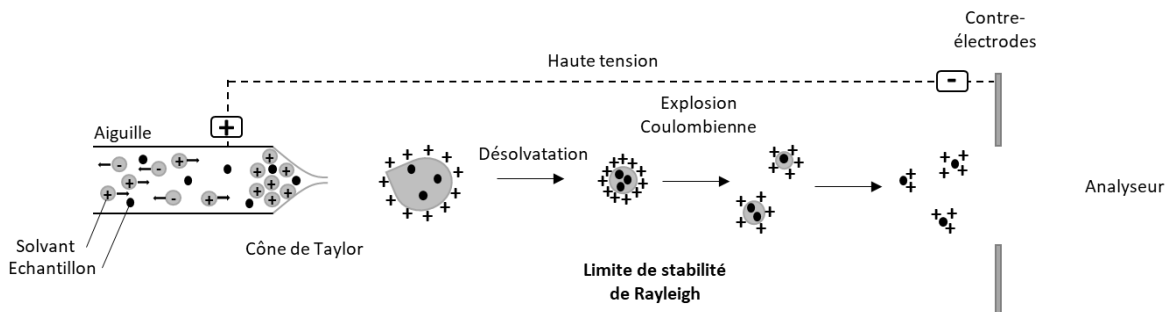 Contre-
électrodes
Haute tension
-
+
Explosion
Coulombienne
Aiguille
Désolvatation
Analyseur
Solvant
Echantillon
Cône de Taylor
Limite de stabilité
de Rayleigh